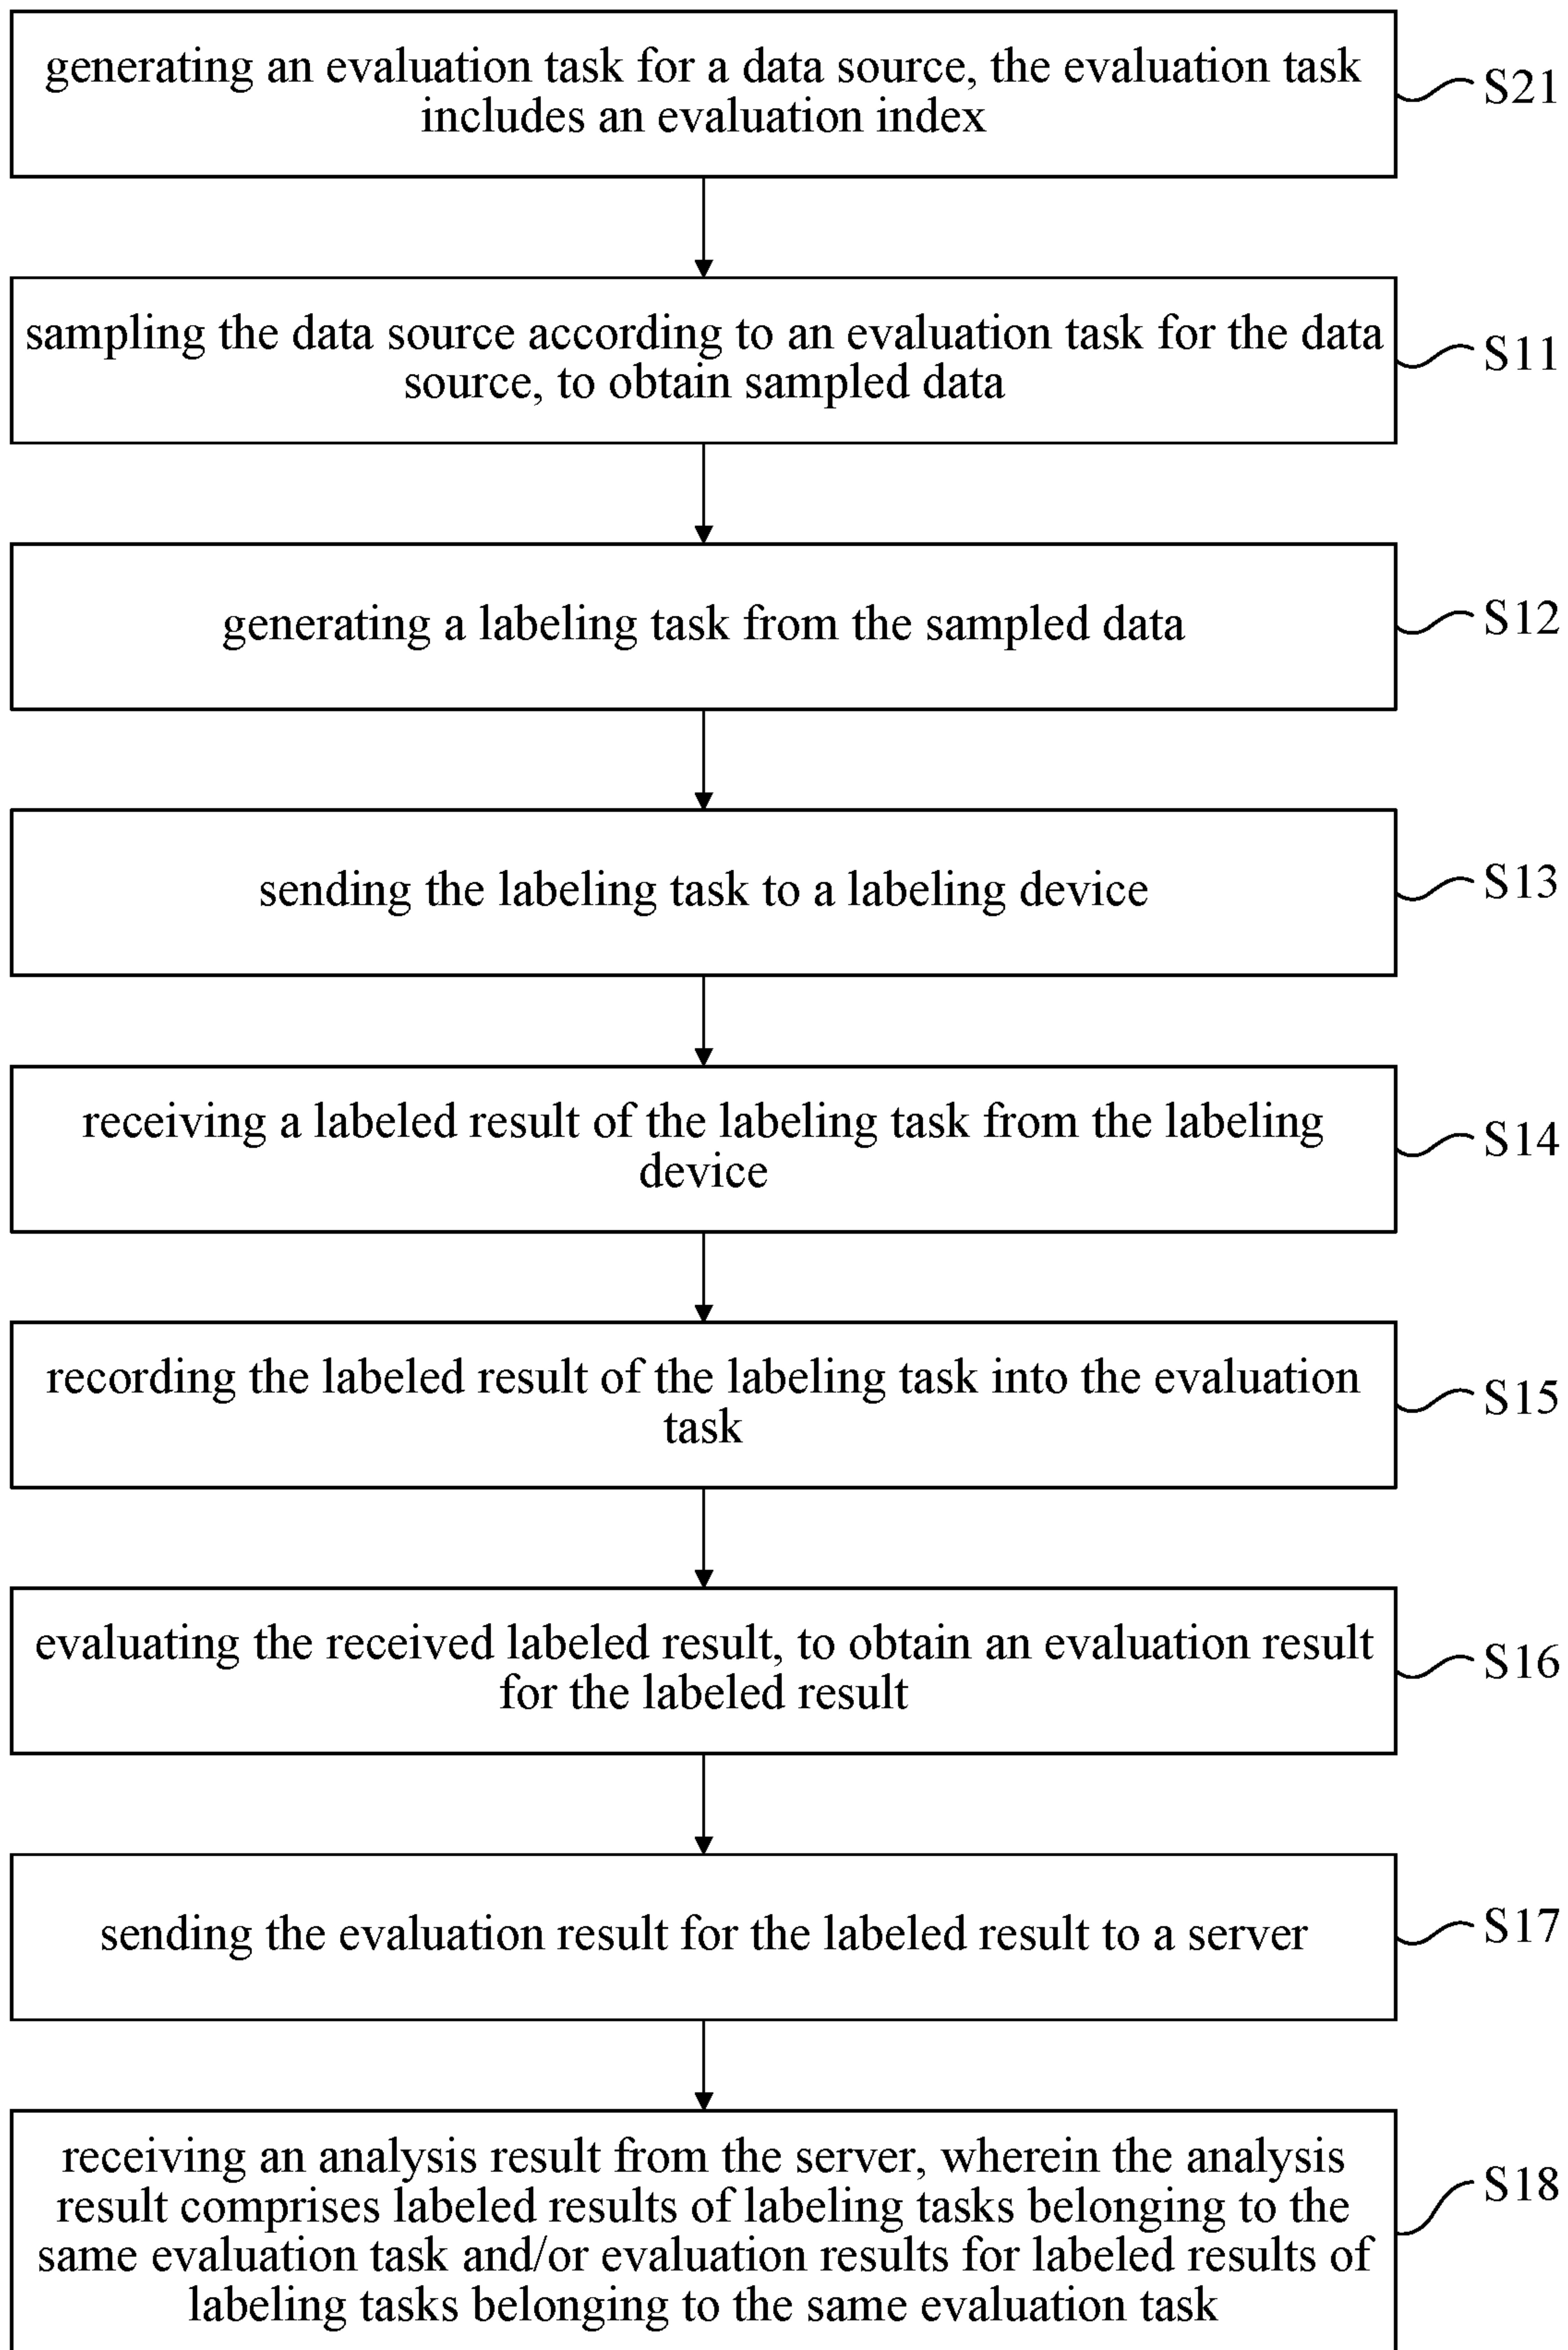 generating an evaluation task for a data source, the evaluation task
includes an evaluation index
S21
sampling the data source according to an evaluation task for the data
source, to obtain sampled data
S11
generating a labeling task from the sampled data
S12
sending the labeling task to a labeling device
S13
receiving a labeled result of the labeling task from the labeling
device
S14
recording the labeled result of the labeling task into the evaluation
task
S15
evaluating the received labeled result, to obtain an evaluation result
for the labeled result
S16
sending the evaluation result for the labeled result to a server
S17
receiving an analysis result from the server, wherein the analysis
result comprises labeled results of labeling tasks belonging to the
same evaluation task and/or evaluation results for labeled results of
labeling tasks belonging to the same evaluation task
S18